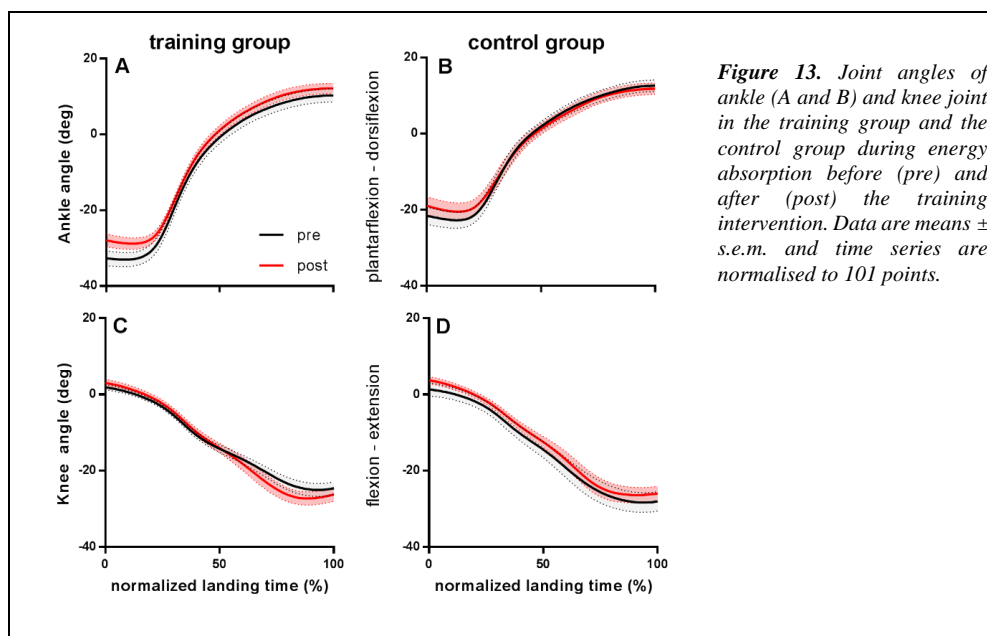 training group
control group
A
B
20
0
-20
-40
Ankle angle (deg)
pre
post
20
0
-20
-40
0
50
100
plantarflexion - dorsiflexion
C
D
20
0
-20
-40
Knee angle (deg)
0
50
100
normalized landing time (%)
20
0
-20
-40
flexion - extension
0
50
100
normalized landing time (%)
Figure 13. Joint angles of
ankle (A and B) and knee joint
in the training group and the
control group during energy
absorption before (pre) and
after (post) the training
intervention. Data are means ±
s.e.m. and time series are
normalised to 101 points.